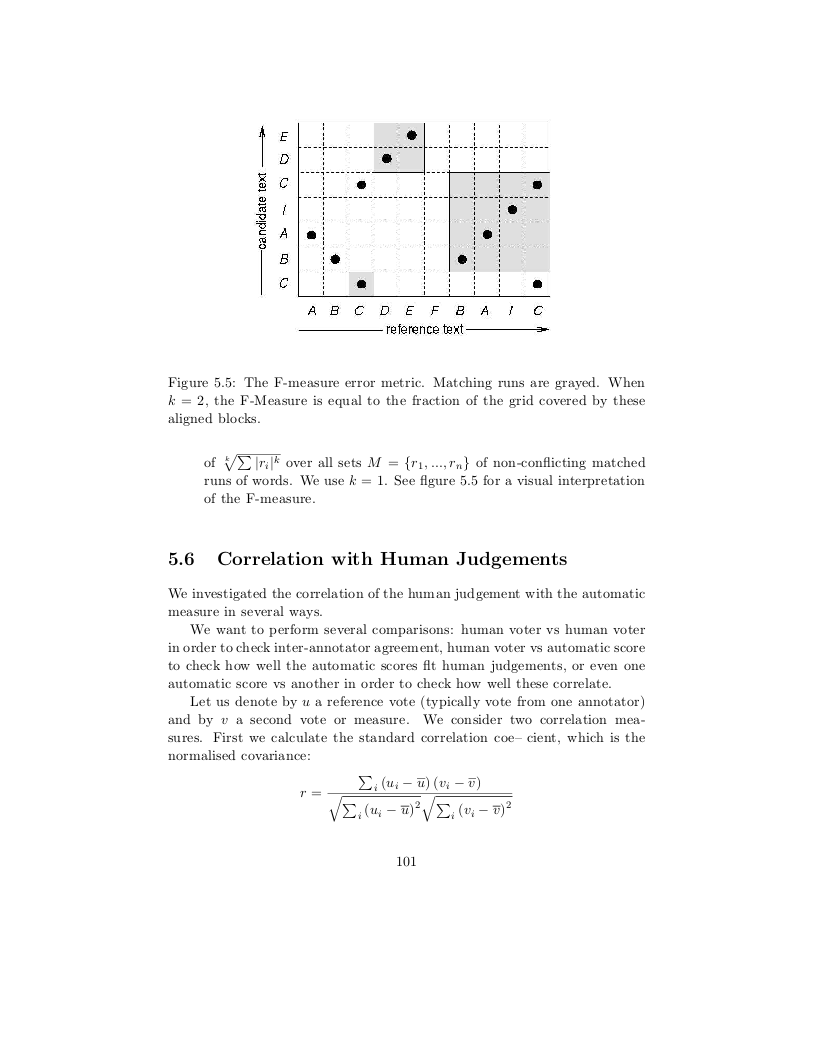 E
D
C
I
A
B
C
candidate text
A B C D E F B A I C
reference text
Figure 5.5: The F-measure error metric. Matching runs are grayed. When
k = 2, the F-Measure is equal to the fraction of the grid covered by these
aligned blocks.
of \sqrt[k]{∑ |r_i|^k} over all sets M = {r_1, ..., r_n} of non-conflicting matched
runs of words. We use k = 1. See flgure 5.5 for a visual interpretation
of the F-measure.
5.6 Correlation with Human Judgements
We investigated the correlation of the human judgement with the automatic
measure in several ways.
We want to perform several comparisons: human voter vs human voter
in order to check inter-annotator agreement, human voter vs automatic score
to check how well the automatic scores flt human judgements, or even one
automatic score vs another in order to check how well these correlate.
Let us denote by u a reference vote (typically vote from one annotator)
and by v a second vote or measure. We consider two correlation mea-
sures. First we calculate the standard correlation coe– cient, which is the
normalised covariance:
r = \frac{∑_i (u_i − \overline{u}) (v_i − \overline{v})}{\sqrt{∑_i (u_i − \overline{u})^2} \sqrt{∑_i (v_i − \overline{v})^2}}
101